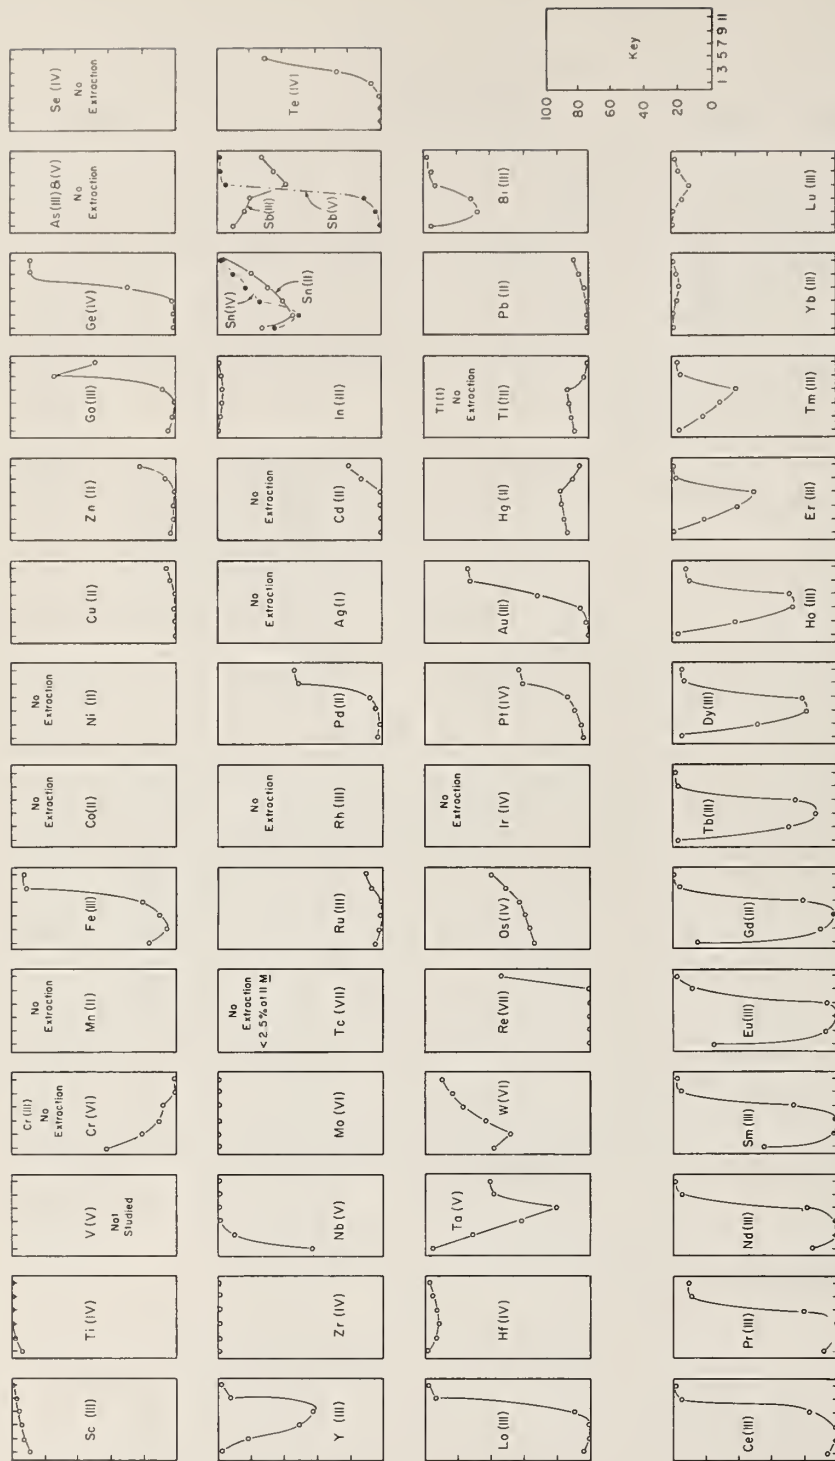 Sc (III)
Ti (IV)
V (V)
Not
Studied
Cr (III)
No
Extraction
Cr (VI)
No
Extraction
Mn (II)
Fe (III)
No
Extraction
Co(II)
No
Extraction
Ni (II)
Cu (II)
Zn (II)
Ga (III)
Ge (IV)
As (III) & (V)
No
Extraction
Se (IV)
No
Extraction
Y (III)
Zr (IV)
Nb (V)
Mo (VI)
No
Extraction
< 2.5% at 11 M
Tc (VII)
Ru (III)
No
Extraction
Rh (III)
Pd (II)
No
Extraction
Ag (I)
No
Extraction
Cd (II)
In (III)
Sn(IV)
Sn(II)
Sb(III)
Sb(V)
Te (IV)
La (III)
Hf (IV)
Ta (V)
W (VI)
Re (VII)
Os (IV)
No
Extraction
Ir (IV)
Pt (IV)
Au (III)
Hg (II)
Tl (I)
No
Extraction
Tl (III)
Pb (II)
Bi (III)
Key
100
80
60
40
20
0
1 3 5 7 9 11
Ce (III)
Pr (III)
Nd (III)
Sm (III)
Eu (III)
Gd (III)
Tb (III)
Dy (III)
Ho (III)
Er (III)
Tm (III)
Yb (III)
Lu (III)